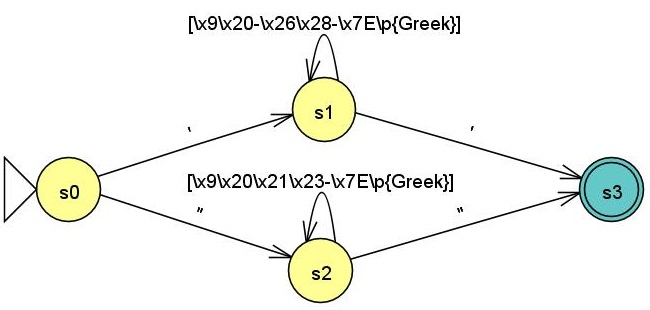 [\x9\x20-\x26\x28-\x7E\p{Greek}]
s1
'
'
s0
[\x9\x20\x21\x23-\x7E\p{Greek}]
s3
"
"
s2